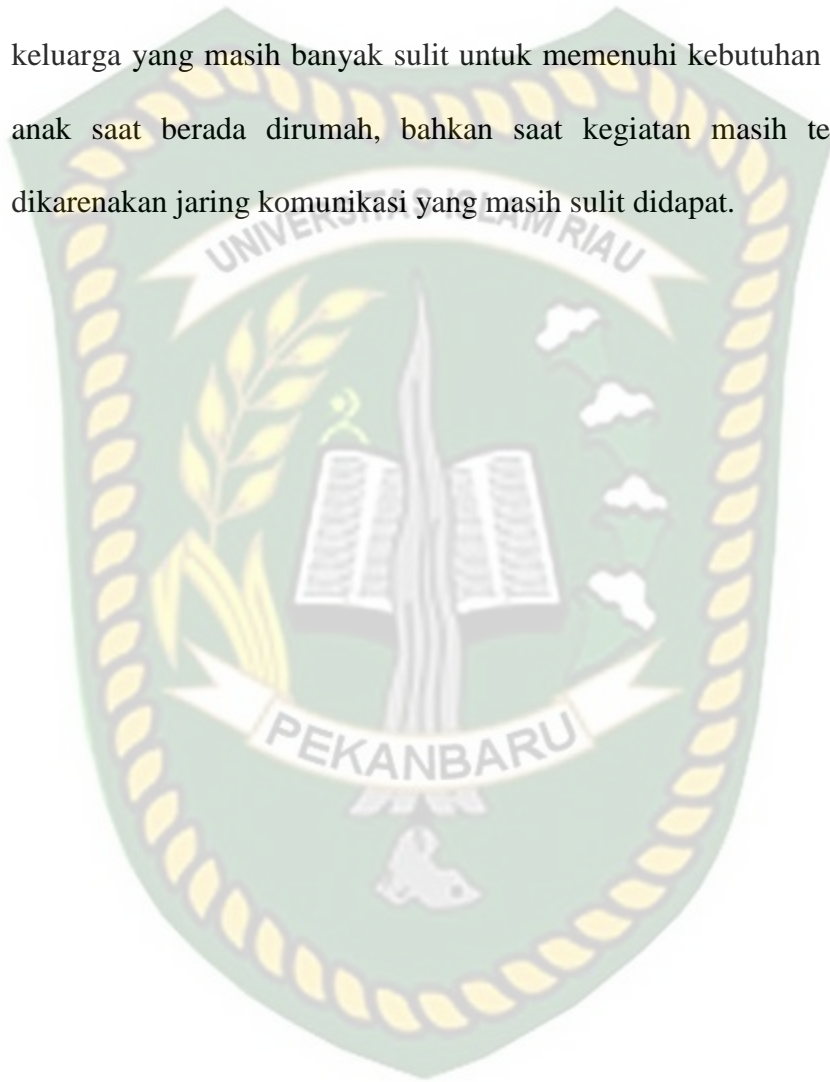 keluarga yang masih banyak sulit untuk memenuhi kebutuhan
anak saat berada dirumah, bahkan saat kegiatan masih te
dikarenakan jaring komunikasi yang masih sulit didapat.
UNIVERSITAS ISLAM RIAU
PEKANBARU